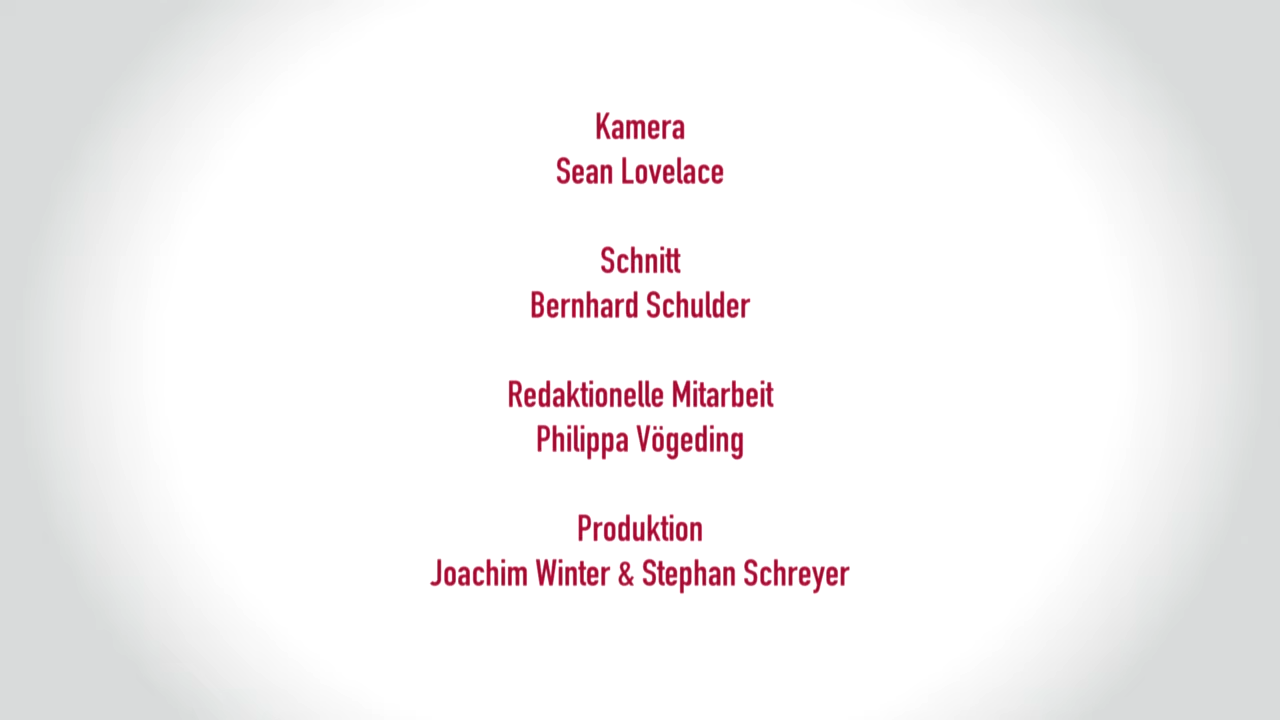 Kamera
Sean Lovelace
Schnitt
Bernhard Schulder
Redaktionelle Mitarbeit
Philippa Vögeding
Produktion
Joachim Winter & Stephan Schreyer